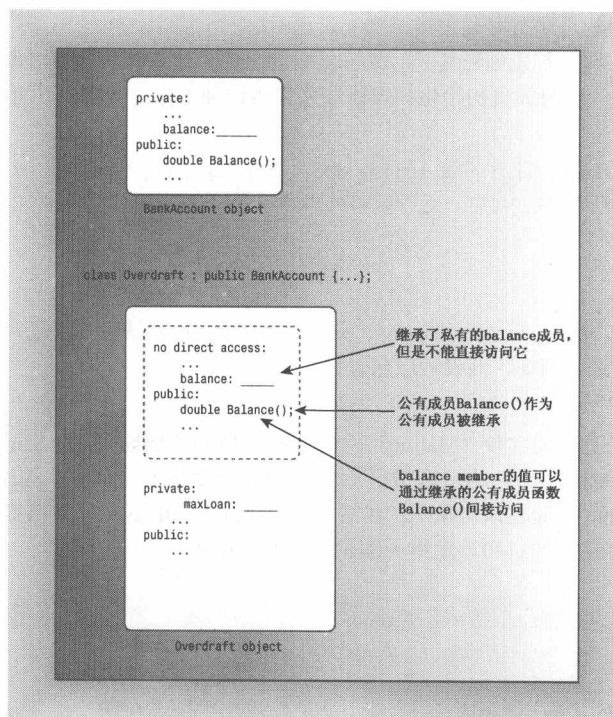 private:
...
balance:______
public:
double Balance();
...
BankAccount object
class Overdraft : public BankAccount {...};
no direct access:
...
balance: _____
public:
double Balance();
...
继承了私有的balance成员，
但是不能直接访问它
公有成员Balance()作为
公有成员被继承
balance member的值可以
通过继承的公有成员函数
Balance()间接访问
private:
maxLoan: _____
...
public:
...
Overdraft object